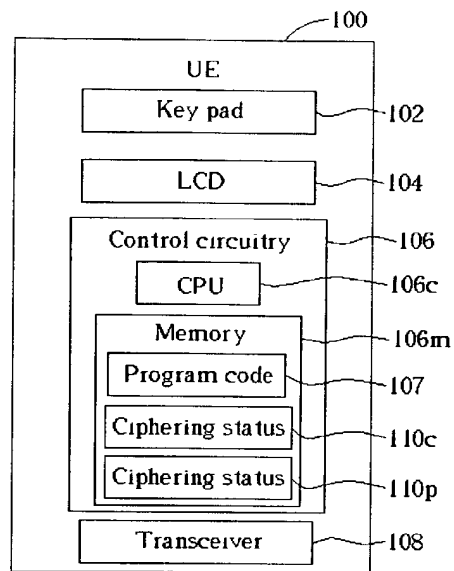 100
UE
Key pad
102
LCD
104
Control circuitry
106
CPU
106c
Memory
106m
Program code
107
Ciphering status
110c
Ciphering status
110p
Transceiver
108